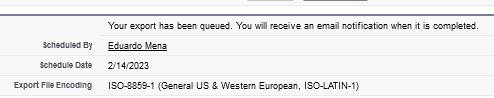 Your export has been queued. You will receive an email notification when it is completed.
Scheduled By Eduardo Mena
Schedule Date 2/14/2023
Export File Encoding ISO-8859-1 (General US & Western European, ISO-LATIN-1)